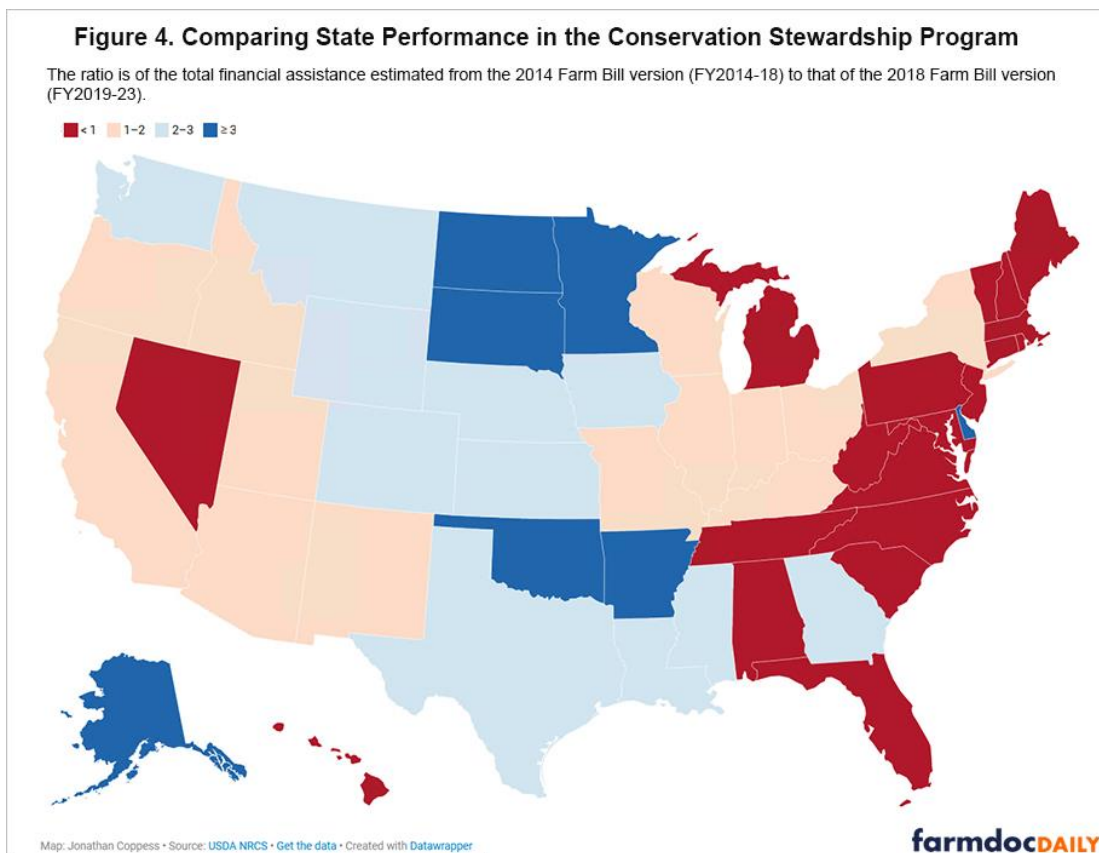 Figure 4. Comparing State Performance in the Conservation Stewardship Program
The ratio is of the total financial assistance estimated from the 2014 Farm Bill version (FY2014-18) to that of the 2018 Farm Bill version
(FY2019-23).
< 1 1–2 2–3 ≥ 3
Map: Jonathan Coppess • Source: USDA NRCS • Get the data • Created with Datawrapper
farmdocDAILY